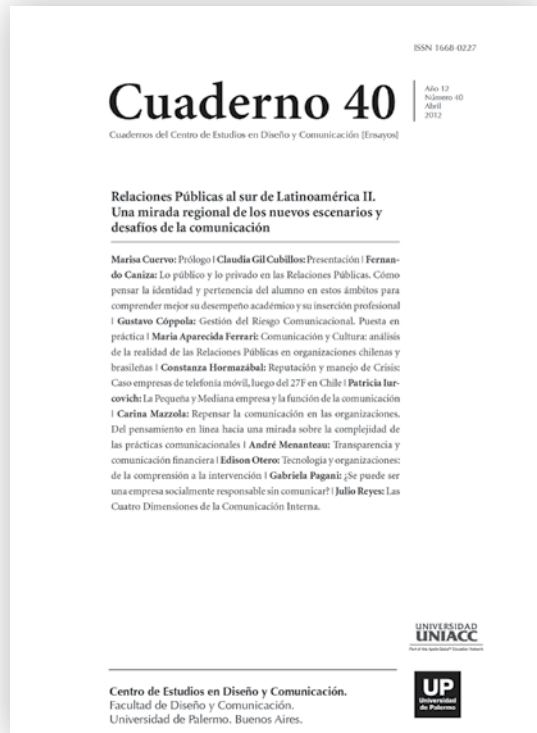 ISSN 1668-0227
Cuaderno 40
Año 12
Número 40
Abril
2012
Cuadernos del Centro de Estudios en Diseño y Comunicación [Ensayos]
Relaciones Públicas al sur de Latinoamérica II.
Una mirada regional de los nuevos escenarios y
desafíos de la comunicación
Marisa Cuervo: Prólogo | Claudia Gil Cubillos: Presentación | Fernan-
do Caniza: Lo público y lo privado en las Relaciones Públicas. Cómo
pensar la identidad y pertenencia del alumno en estos ámbitos para
comprender mejor su desempeño académico y su inserción profesional
| Gustavo Cóppola: Gestión del Riesgo Comunicacional. Puesta en
práctica | Maria Aparecida Ferrari: Comunicación y Cultura: análisis
de la realidad de las Relaciones Públicas en organizaciones chilenas y
brasileñas | Constanza Hormazábal: Reputación y manejo de Crisis:
Caso empresas de telefonía móvil, luego del 27F en Chile | Patricia Iur-
covich: La Pequeña y Mediana empresa y la función de la comunicación
| Carina Mazzola: Repensar la comunicación en las organizaciones.
Del pensamiento en línea hacia una mirada sobre la complejidad de
las prácticas comunicacionales | André Menanteau: Transparencia y
comunicación financiera | Edison Otero: Tecnología y organizaciones:
de la comprensión a la intervención | Gabriela Pagani: ¿Se puede ser
una empresa socialmente responsable sin comunicar? | Julio Reyes: Las
Cuatro Dimensiones de la Comunicación Interna.
UNIVERSIDAD
UNIACC
Part of the Apollo Global Education Network
Centro de Estudios en Diseño y Comunicación.
Facultad de Diseño y Comunicación.
Universidad de Palermo. Buenos Aires.
UP
Universidad
de Palermo